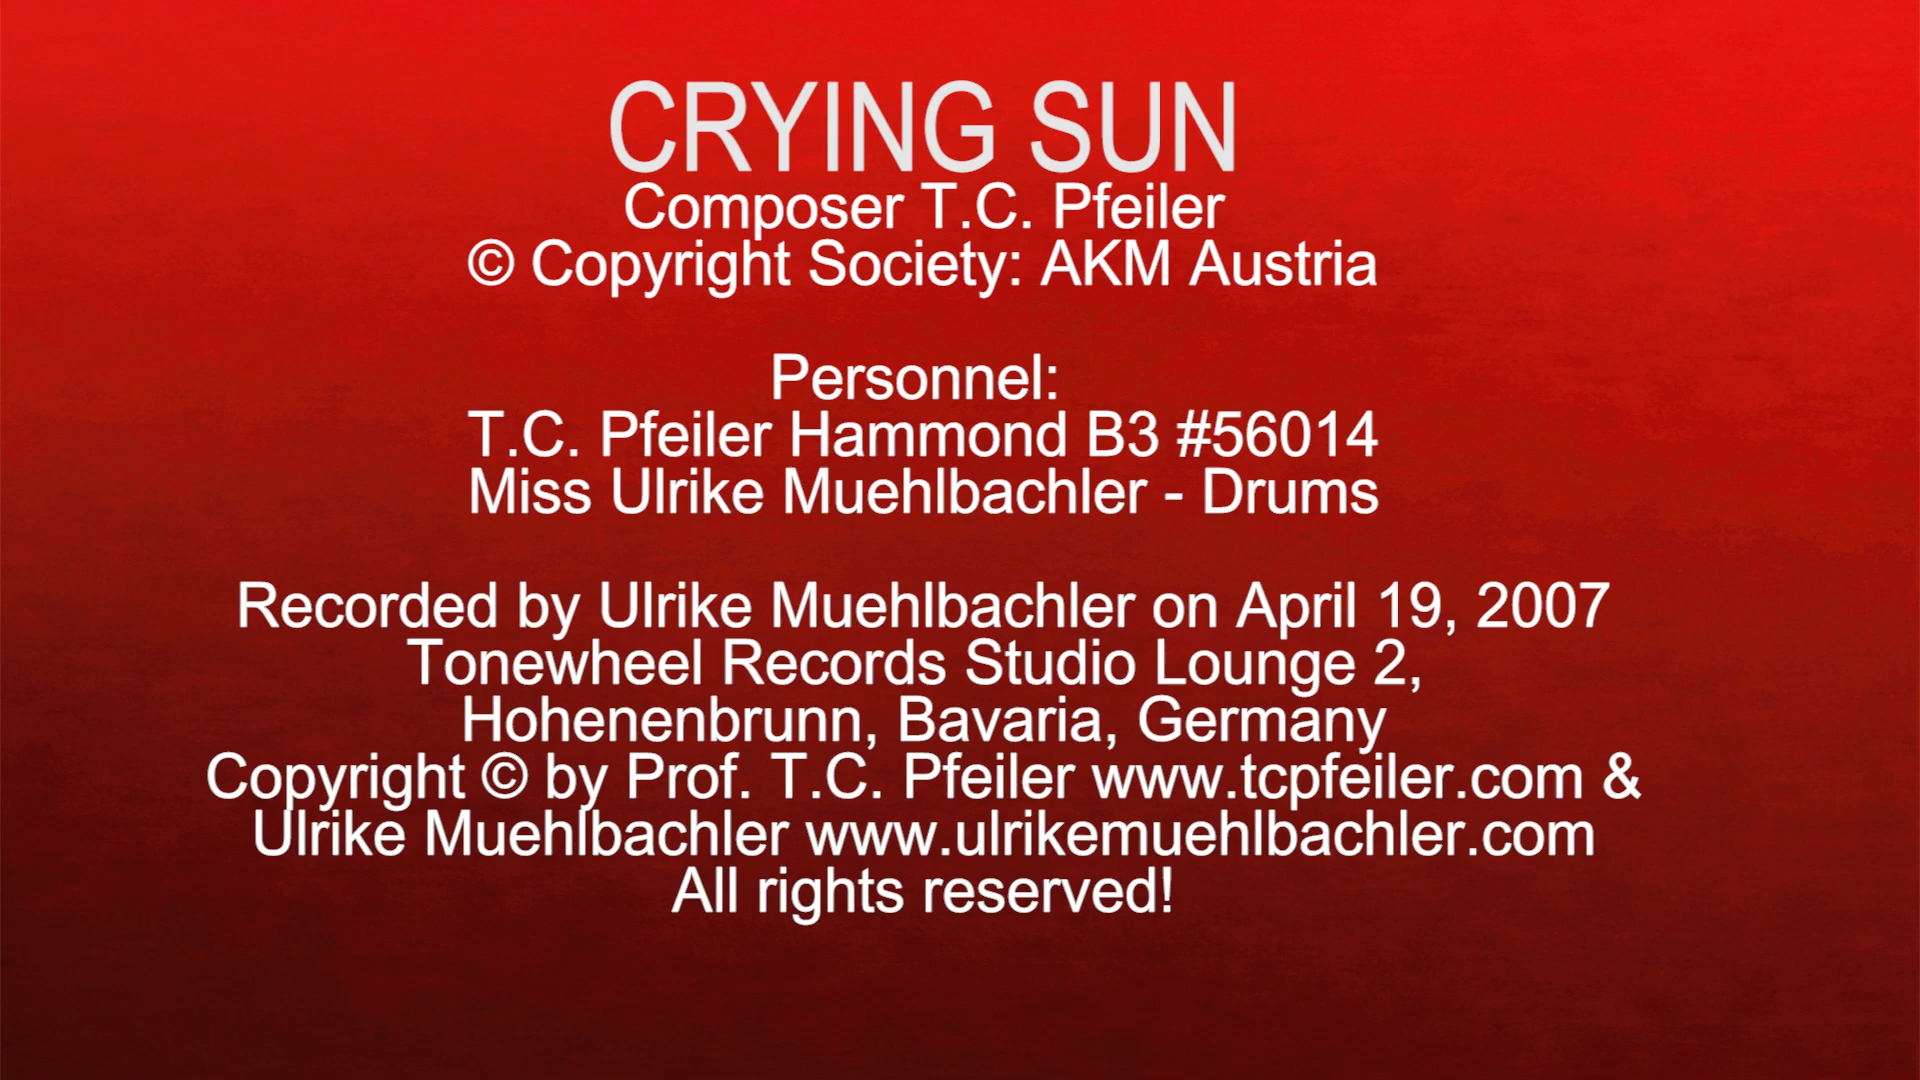 CRYING SUN
Composer T.C. Pfeiler
© Copyright Society: AKM Austria
Personnel:
T.C. Pfeiler Hammond B3 #56014
Miss Ulrike Muehlbachler - Drums
Recorded by Ulrike Muehlbachler on April 19, 2007
Tonewheel Records Studio Lounge 2,
Hohenenbrunn, Bavaria, Germany
Copyright © by Prof. T.C. Pfeiler www.tcpfeiler.com &
Ulrike Muehlbachler www.ulrikemuehlbachler.com
All rights reserved!